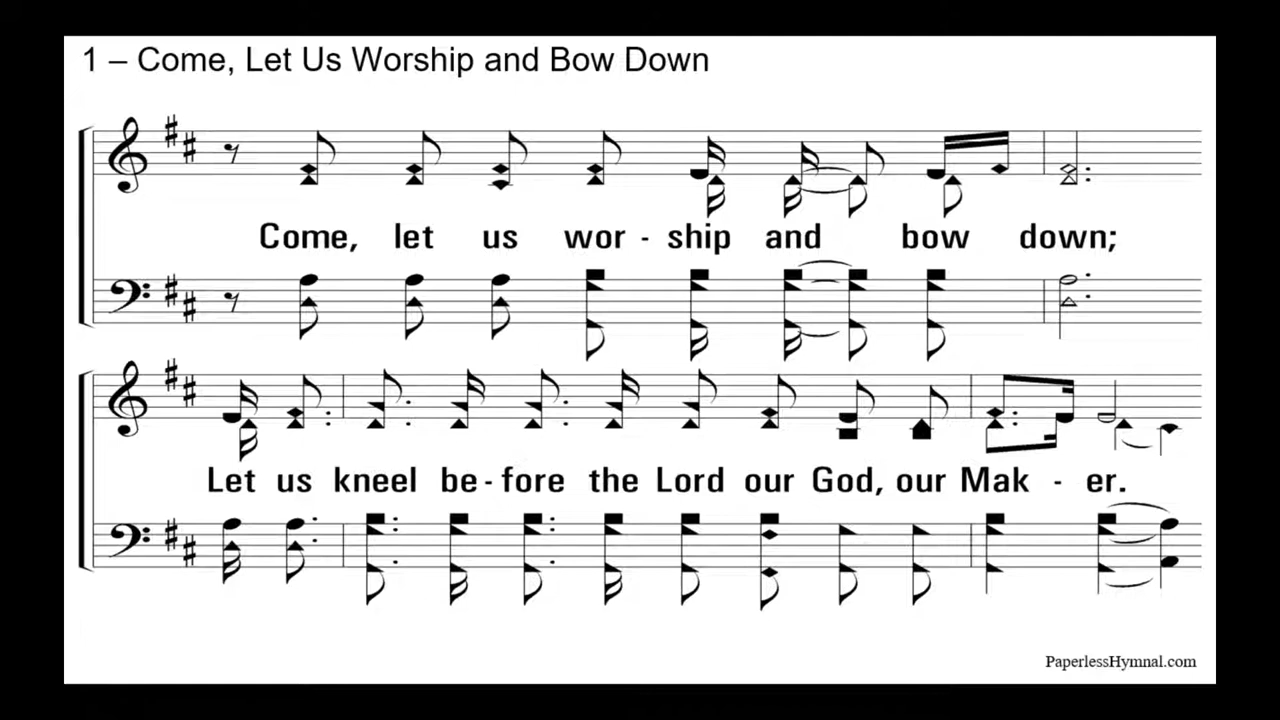 1 – Come, Let Us Worship and Bow Down
Come, let us wor - ship and bow down;
Let us kneel be - fore the Lord our God, our Mak - er.
PaperlessHymnal.com